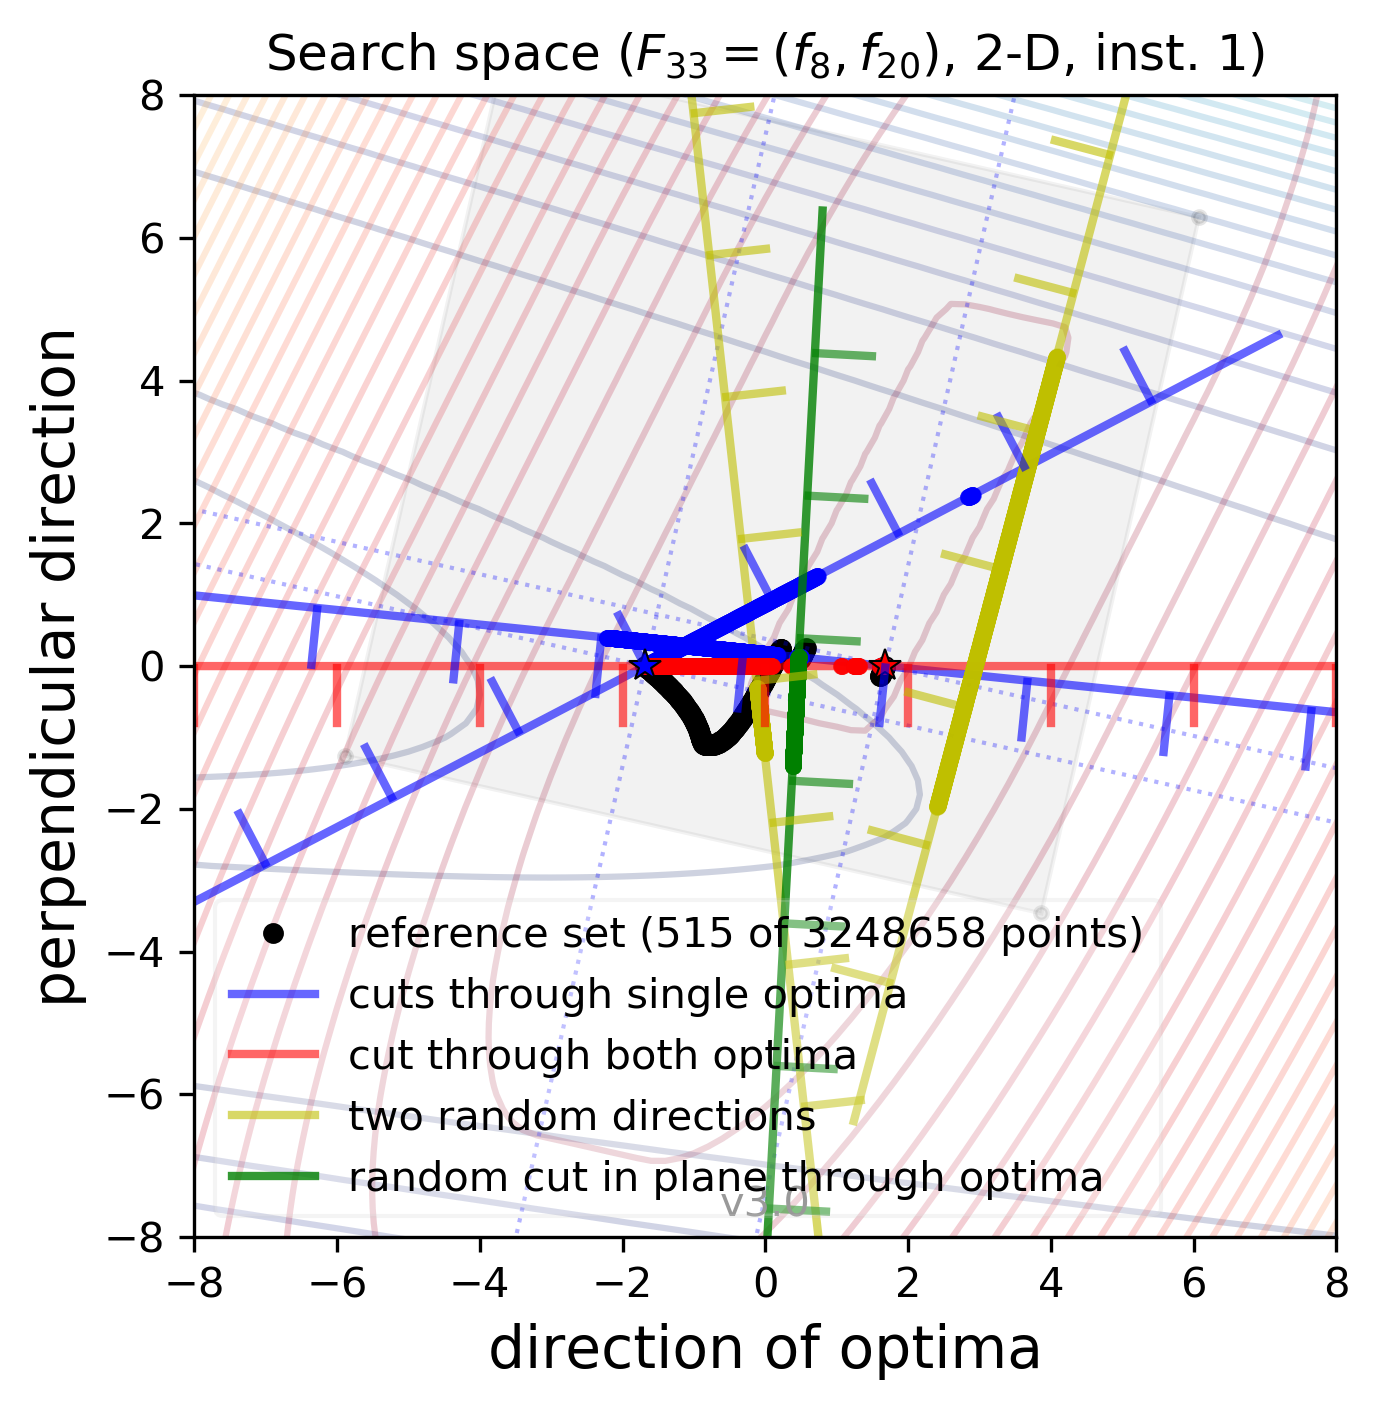 Search space (F₃₃ = (f₈, f₂₀), 2-D, inst. 1)
perpendicular direction
8
6
4
2
0
−2
−4
−6
−8
reference set (515 of 3248658 points)
cuts through single optima
cut through both optima
two random directions
random cut in plane through optima
v3.0
−8 −6 −4 −2 0 2 4 6 8
direction of optima